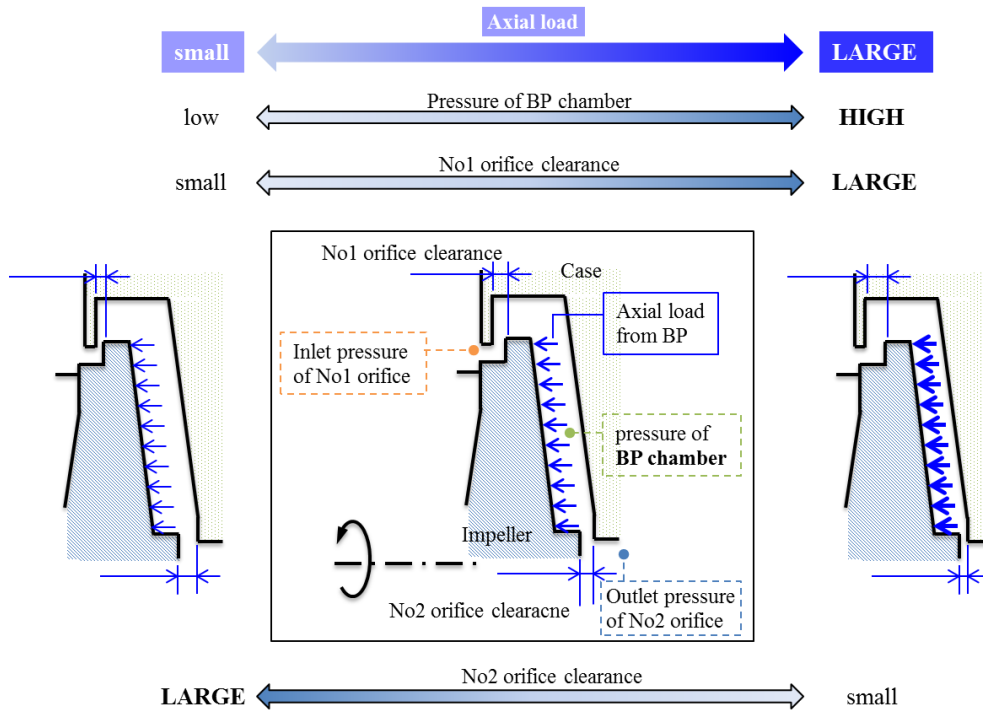 Axial load
small
LARGE
Pressure of BP chamber
low
HIGH
No1 orifice clearance
small
LARGE
No1 orifice clearance
Case
Axial load
from BP
Inlet pressure
of No1 orifice
pressure of
BP chamber
Impeller
No2 orifice clearacne
Outlet pressure
of No2 orifice
No2 orifice clearance
LARGE
small